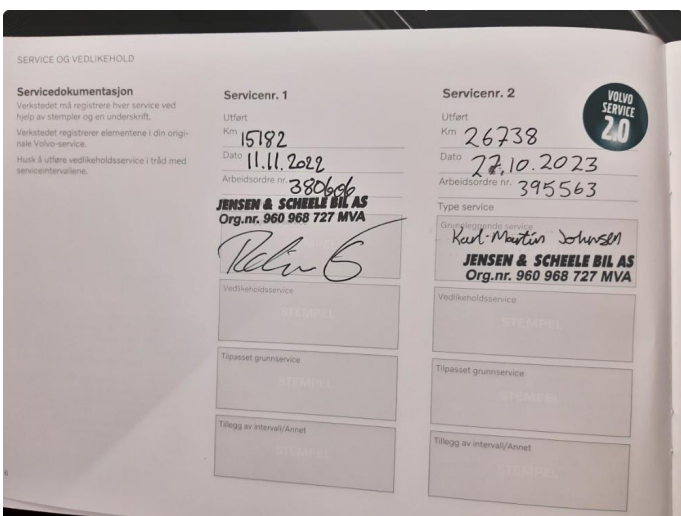 SERVICE OG VEDLIKEHOLD
Servicedokumentasjon
Verkstedet må registrere hver service ved
hjelp av stempler og en underskrift.
Verkstedet registrerer elementene i din origi-
nale Volvo-service.
Husk å utføre vedlikeholdsservice i tråd med
serviceintervallene.
Servicenr. 1
Utført
Km 15182
Dato 11.11.2022
Arbeidsordre nr. 380606
JENSEN & SCHEELE BIL AS
Org.nr. 960 968 727 MVA
Vedlikeholdsservice
STEMPEL
Tilpasset grunnservice
STEMPEL
Tillegg av intervall/Annet
STEMPEL
Servicenr. 2
Utført
Km 26738
Dato 27.10.2023
Arbeidsordre nr. 395563
Type service
Grunnleggende service
Karl-Martin Johnsen
JENSEN & SCHEELE BIL AS
Org.nr. 960 968 727 MVA
Vedlikeholdsservice
STEMPEL
Tilpasset grunnservice
STEMPEL
Tillegg av intervall/Annet
STEMPEL
VOLVO
SERVICE
2.0